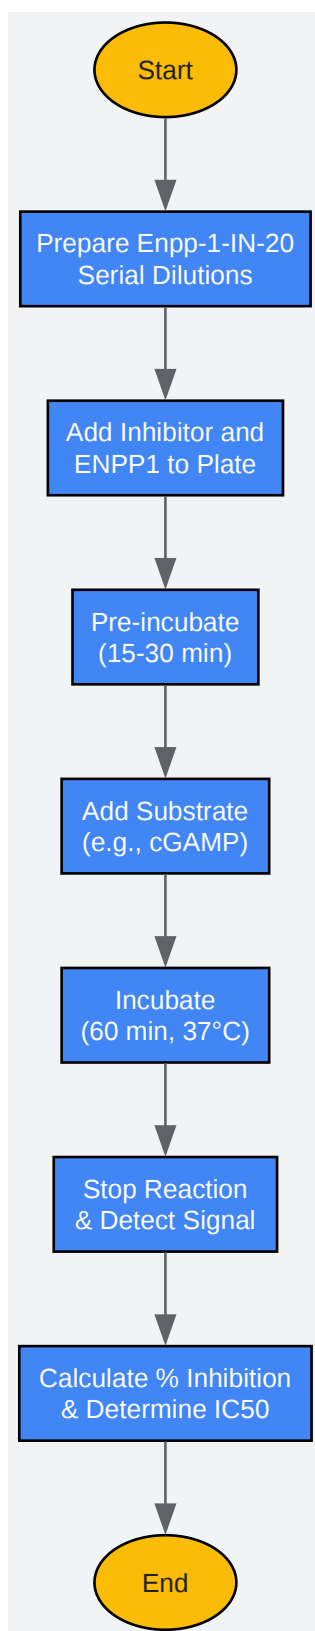 Start
Prepare Enpp-1-IN-20
Serial Dilutions
Add Inhibitor and
ENPP1 to Plate
Pre-incubate
(15-30 min)
Add Substrate
(e.g., cGAMP)
Incubate
(60 min, 37°C)
Stop Reaction
& Detect Signal
Calculate % Inhibition
& Determine IC50
End